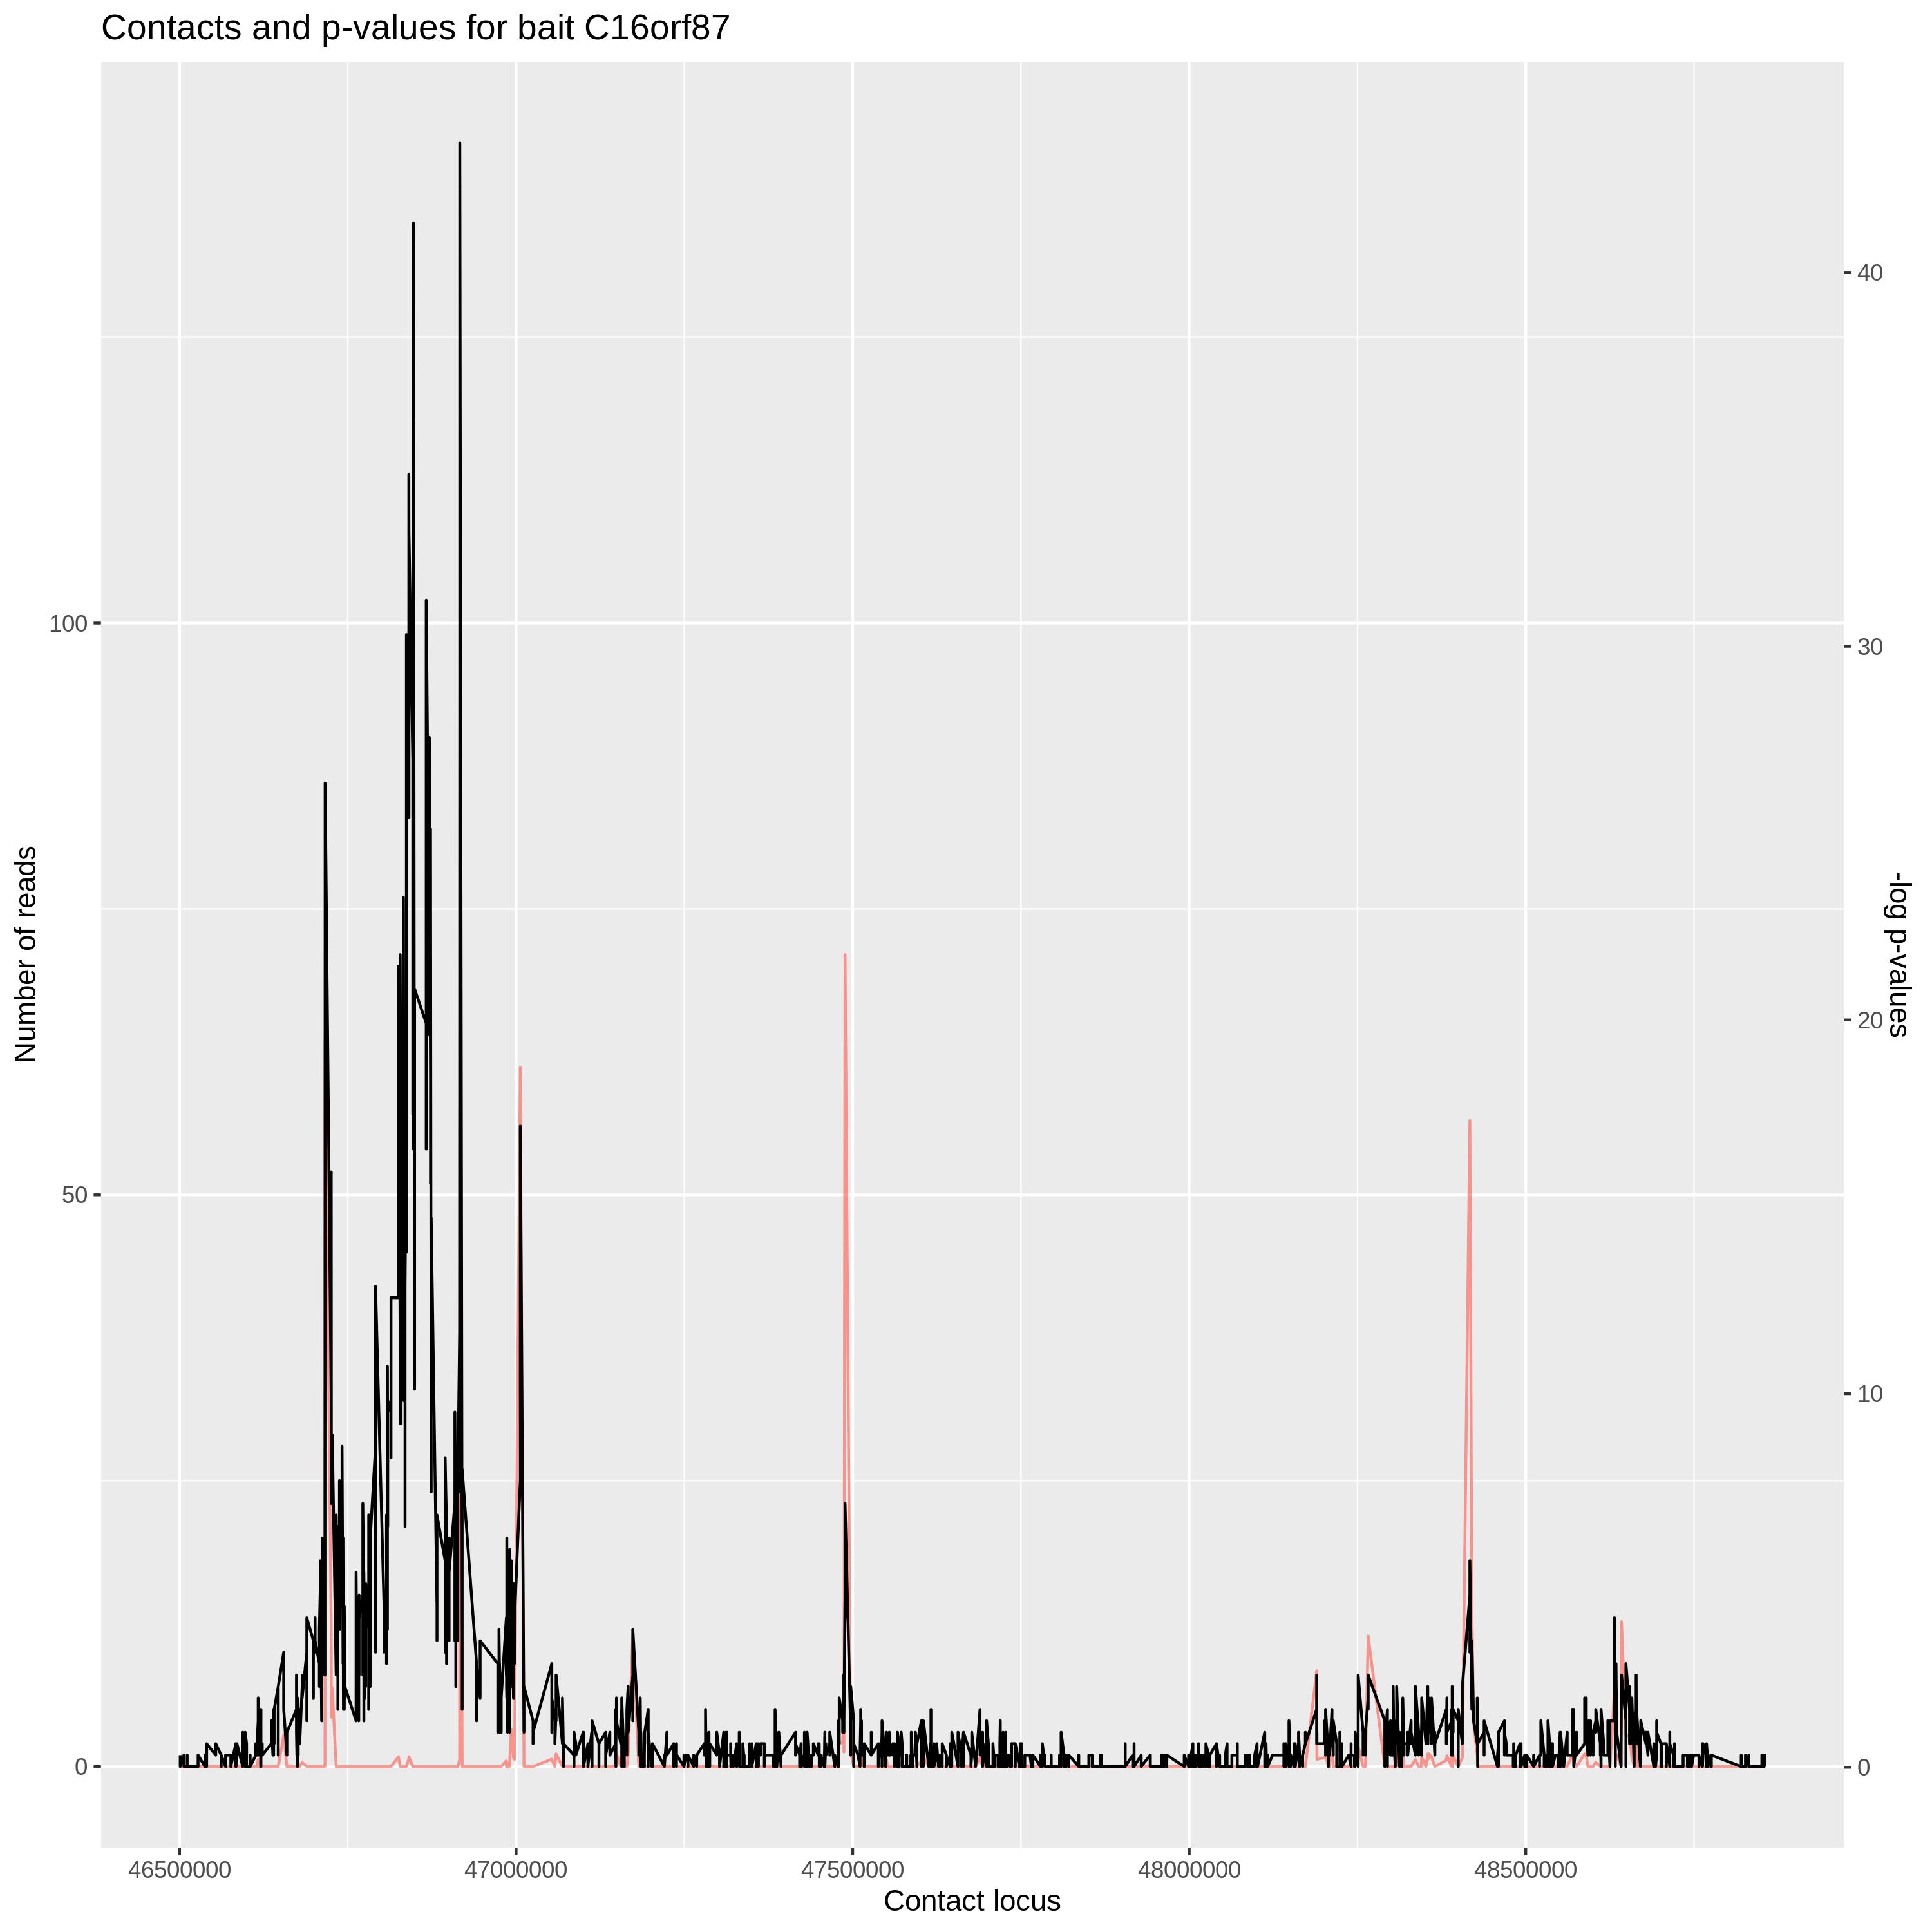 Contacts and p-values for bait C16orf87
Number of reads
100
50
0
40
30
20
10
0
-log p-values
46500000 47000000 47500000 48000000 48500000
Contact locus